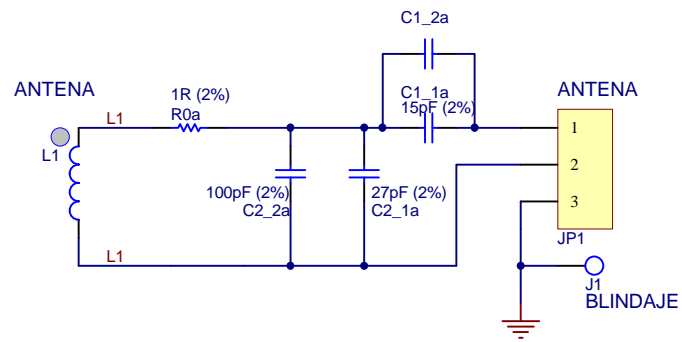 C1_2a
ANTENA
1R (2%)
R0a
L1
C1_1a
15pF (2%)
ANTENA
1
L1
2
100pF (2%)
C2_2a
27pF (2%)
C2_1a
3
JP1
L1
J1
BLINDAJE